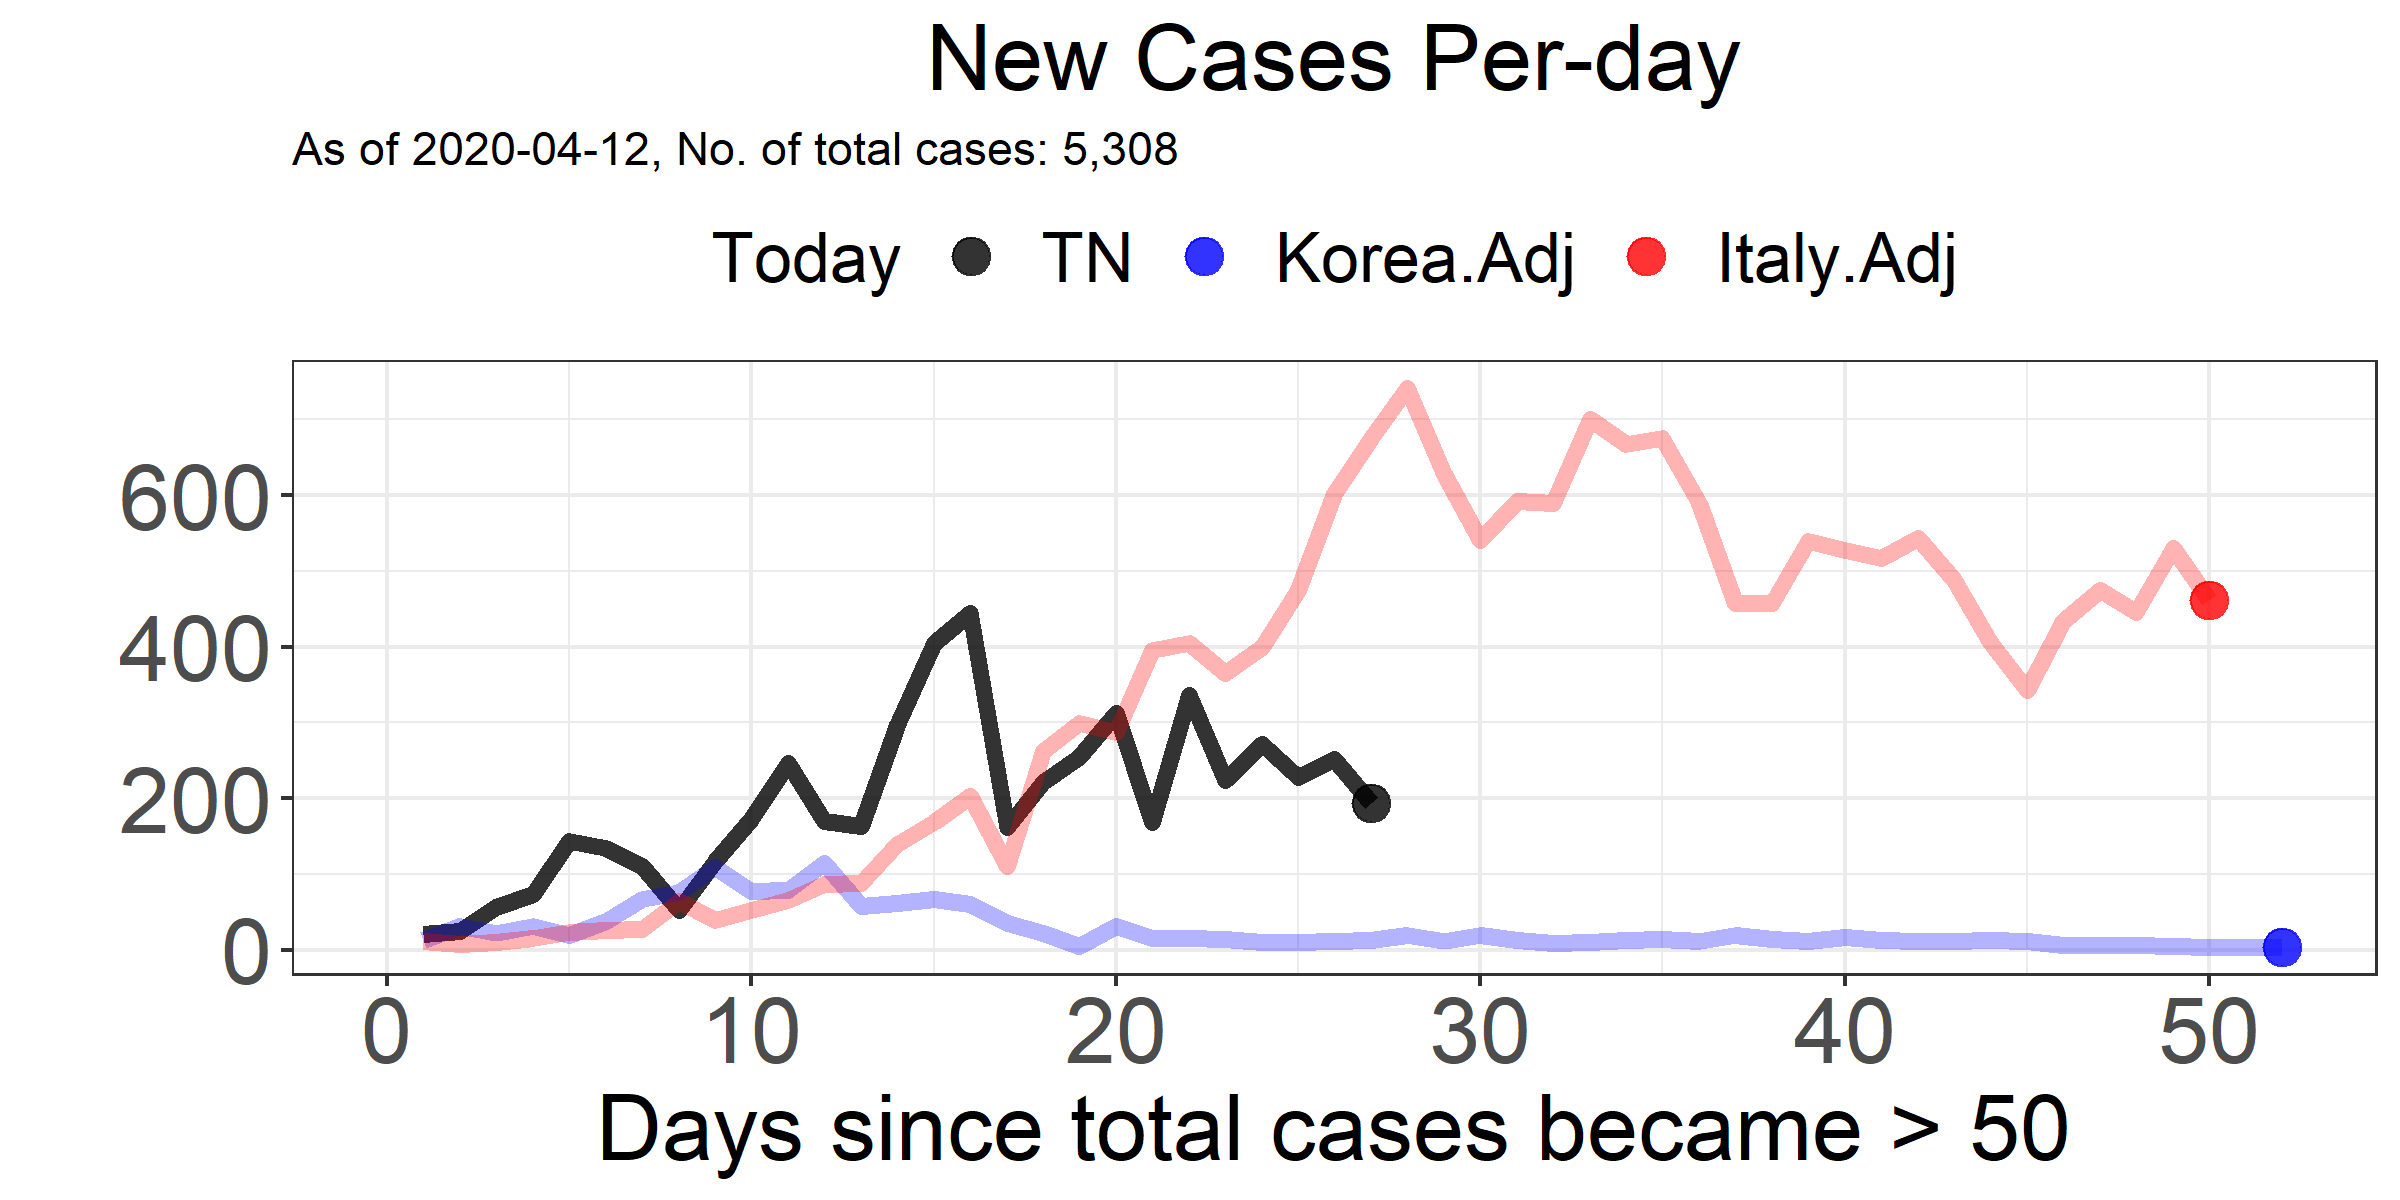 New Cases Per-day
As of 2020-04-12, No. of total cases: 5,308
Today TN Korea.Adj Italy.Adj
600
400
200
0
0 10 20 30 40 50
Days since total cases became > 50